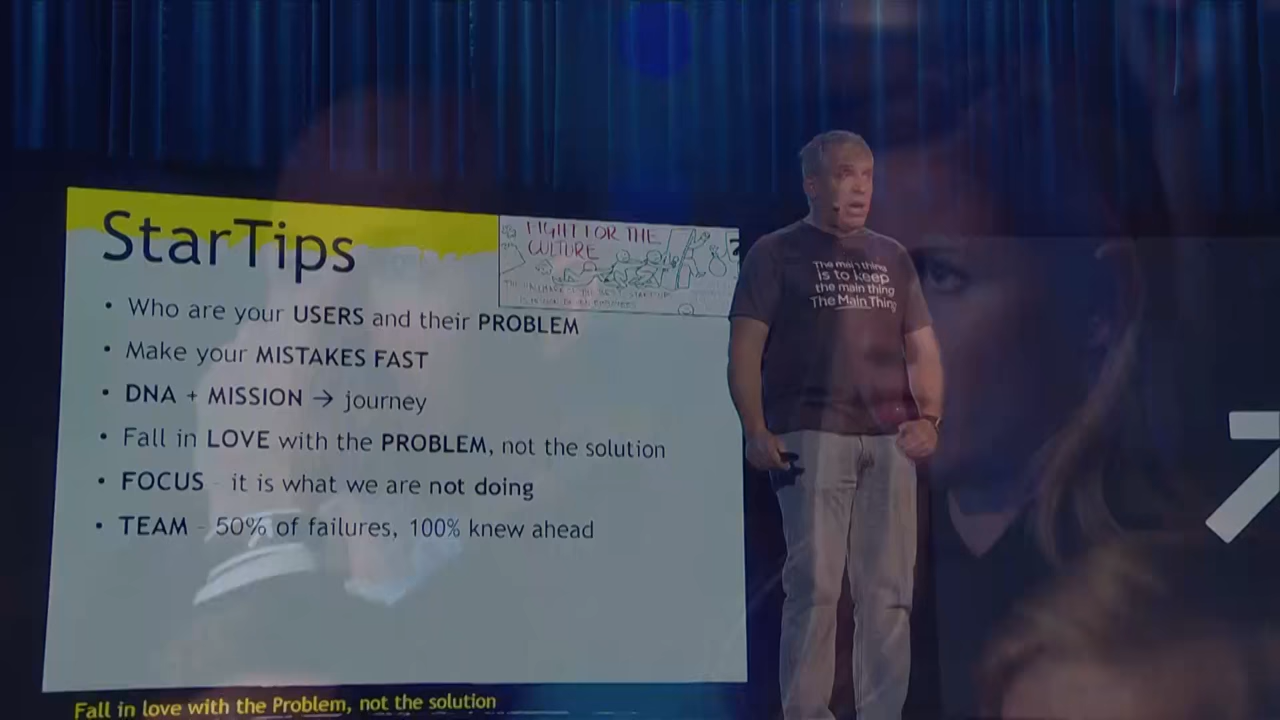 StarTips
FIGHT FOR THE
CULTURE
• Who are your USERS and their PROBLEM
• Make your MISTAKES FAST
• DNA + MISSION → journey
• Fall in LOVE with the PROBLEM, not the solution
• FOCUS - it is what we are not doing
• TEAM - 50% of failures, 100% knew ahead
Fall in love with the Problem, not the solution
The main thing
is to keep
the main thing
The Main Thing